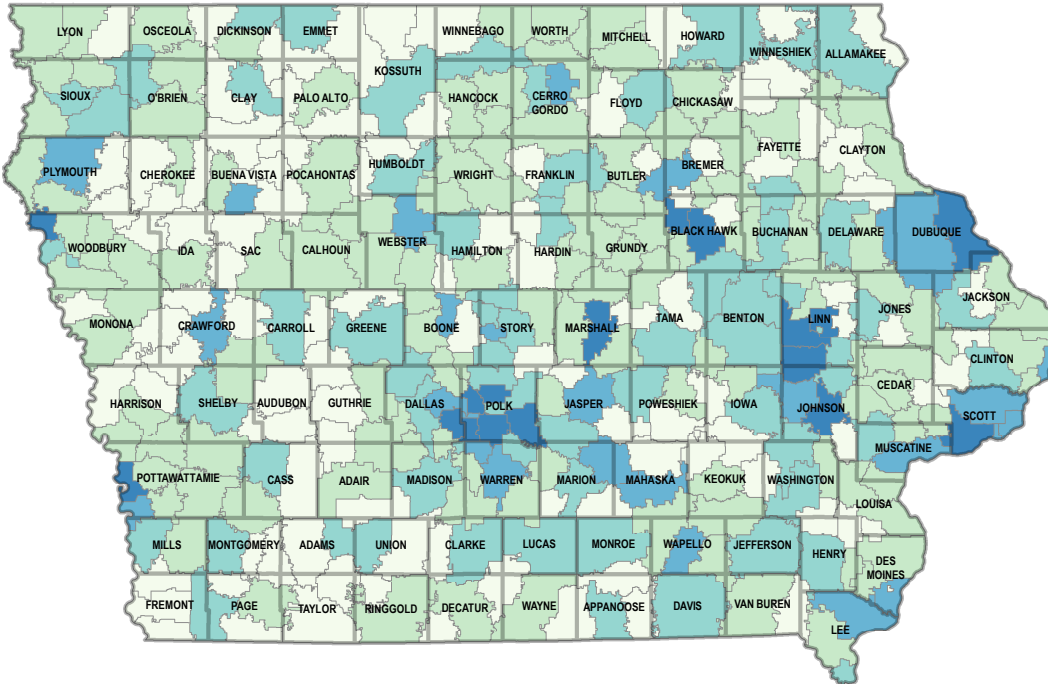 LYON
OSCEOLA
DICKINSON
EMMET
WINNEBAGO
WORTH
MITCHELL
HOWARD
WINNESHIEK
ALLAMAKEE
KOSSUTH
SIOUX
O'BRIEN
CLAY
PALO ALTO
HANCOCK
CERRO
GORDO
FLOYD
CHICKASAW
PLYMOUTH
CHEROKEE
BUENA VISTA
POCAHONTAS
HUMBOLDT
WRIGHT
FRANKLIN
BUTLER
BREMER
FAYETTE
CLAYTON
WOODBURY
IDA
SAC
CALHOUN
WEBSTER
HAMILTON
HARDIN
GRUNDY
BLACK HAWK
BUCHANAN
DELAWARE
DUBUQUE
MONONA
CRAWFORD
CARROLL
GREENE
BOONE
STORY
MARSHALL
TAMA
BENTON
LINN
JONES
JACKSON
CLINTON
HARRISON
SHELBY
AUDUBON
GUTHRIE
DALLAS
POLK
JASPER
POWESHIEK
IOWA
JOHNSON
CEDAR
SCOTT
MUSCATINE
POTTAWATTAMIE
CASS
ADAIR
MADISON
WARREN
MARION
MAHASKA
KEOKUK
WASHINGTON
LOUISA
MILLS
MONTGOMERY
ADAMS
UNION
CLARKE
LUCAS
MONROE
WAPELLO
JEFFERSON
HENRY
DES
MOINES
FREMONT
PAGE
TAYLOR
RINGGOLD
DECATUR
WAYNE
APPANOOSE
DAVIS
VAN BUREN
LEE